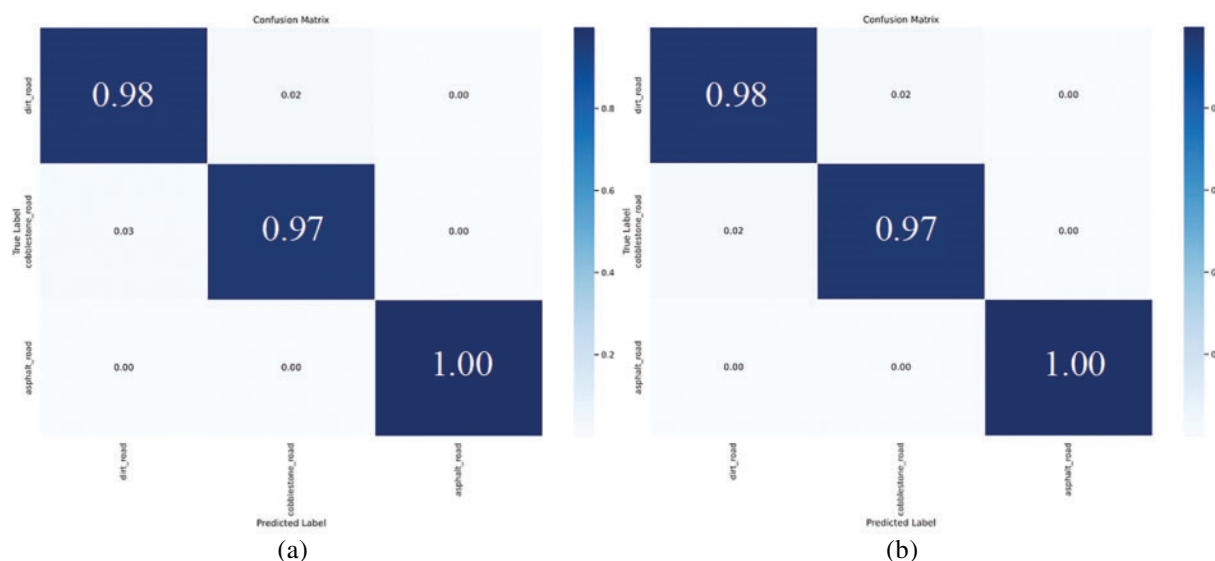 Confusion Matrix
dirt_road
0.98
0.02
0.00
True Label
cobblestone_road
0.03
0.97
0.00
asphalt_road
0.00
0.00
1.00
0.8
0.6
0.4
0.2
dirt_road
cobblestone_road
asphalt_road
Predicted Label
(a)
Confusion Matrix
dirt_road
0.98
0.02
0.00
True Label
cobblestone_road
0.02
0.97
0.00
asphalt_road
0.00
0.00
1.00
dirt_road
cobblestone_road
asphalt_road
Predicted Label
(b)